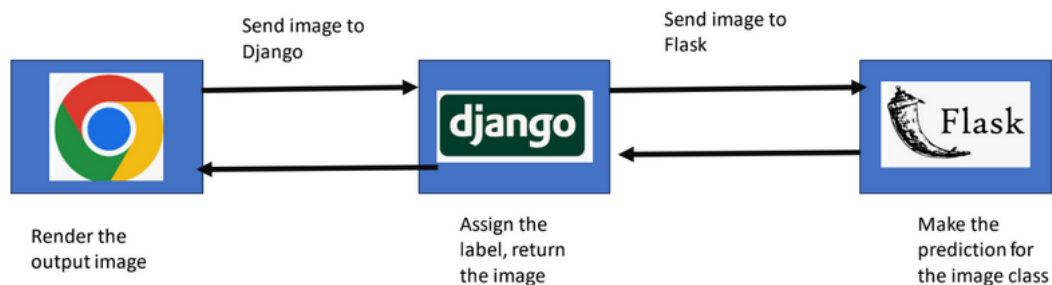 Send image to
Django
Send image to
Flask
django
Flask
Render the
output image
Assign the
label, return
the image
Make the
prediction for
the image class